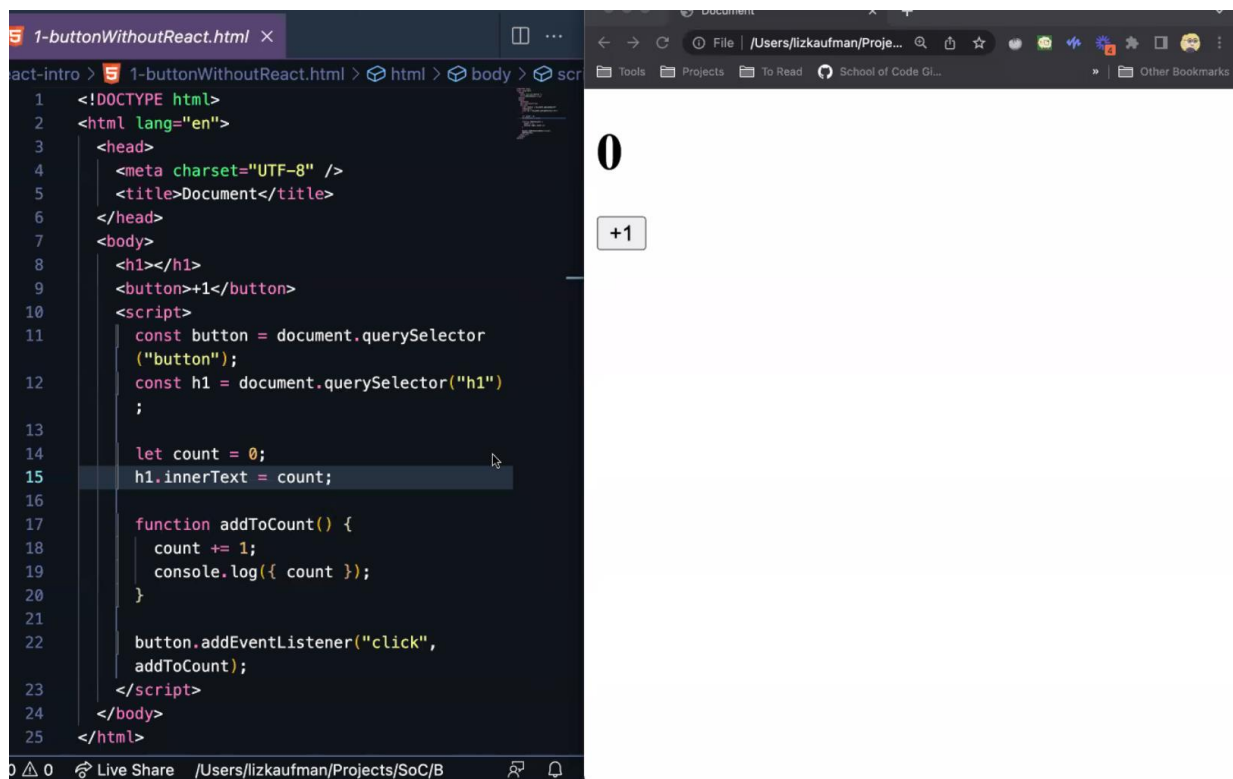 1-buttonWithoutReact.html ×
act-intro > 1-buttonWithoutReact.html > html > body > scr
1 <!DOCTYPE html>
2 <html lang="en">
3 <head>
4 <meta charset="UTF-8" />
5 <title>Document</title>
6 </head>
7 <body>
8 <h1></h1>
9 <button>+1</button>
10 <script>
11 const button = document.querySelector
("button");
12 const h1 = document.querySelector("h1")
;
13
14 let count = 0;
15 h1.innerText = count;
16
17 function addToCount() {
18 count += 1;
19 console.log({ count });
20 }
21
22 button.addEventListener("click",
addToCount);
23 </script>
24 </body>
25 </html>
0 Live Share /Users/lizkaufman/Projects/SoC/B
Document
File | /Users/lizkaufman/Proje...
4
Tools Projects To Read School of Code Gi... » Other Bookmarks
0
+1